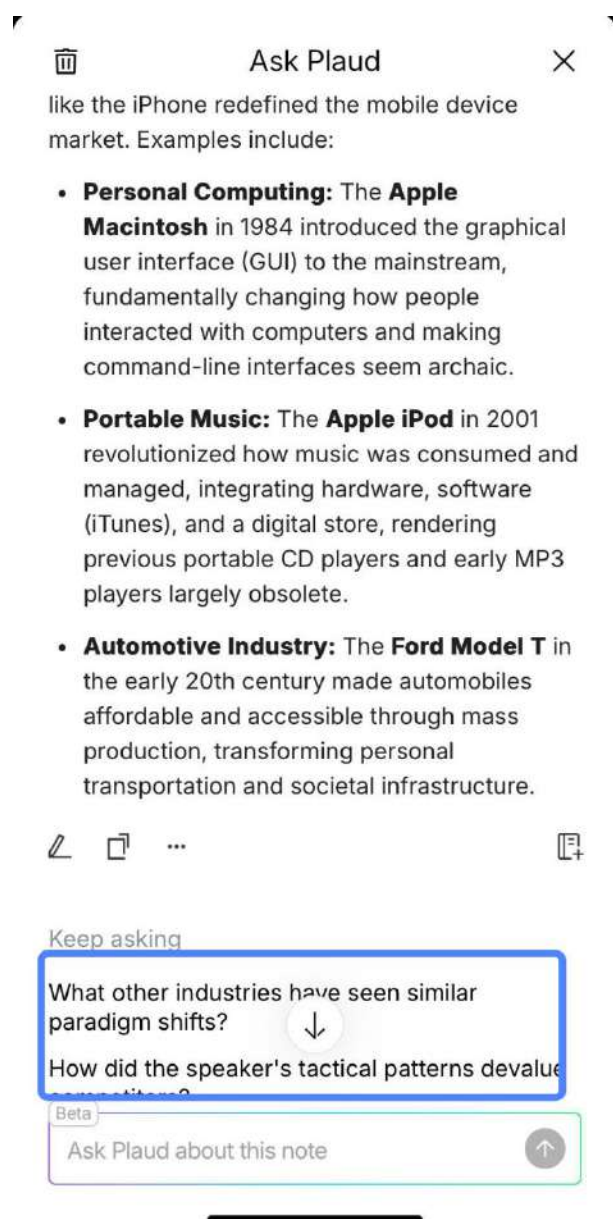 Ask Plaud
like the iPhone redefined the mobile device
market. Examples include:
• Personal Computing: The Apple
Macintosh in 1984 introduced the graphical
user interface (GUI) to the mainstream,
fundamentally changing how people
interacted with computers and making
command-line interfaces seem archaic.
• Portable Music: The Apple iPod in 2001
revolutionized how music was consumed and
managed, integrating hardware, software
(iTunes), and a digital store, rendering
previous portable CD players and early MP3
players largely obsolete.
• Automotive Industry: The Ford Model T in
the early 20th century made automobiles
affordable and accessible through mass
production, transforming personal
transportation and societal infrastructure.
Keep asking
What other industries have seen similar
paradigm shifts?
How did the speaker's tactical patterns devalue
Beta
Ask Plaud about this note